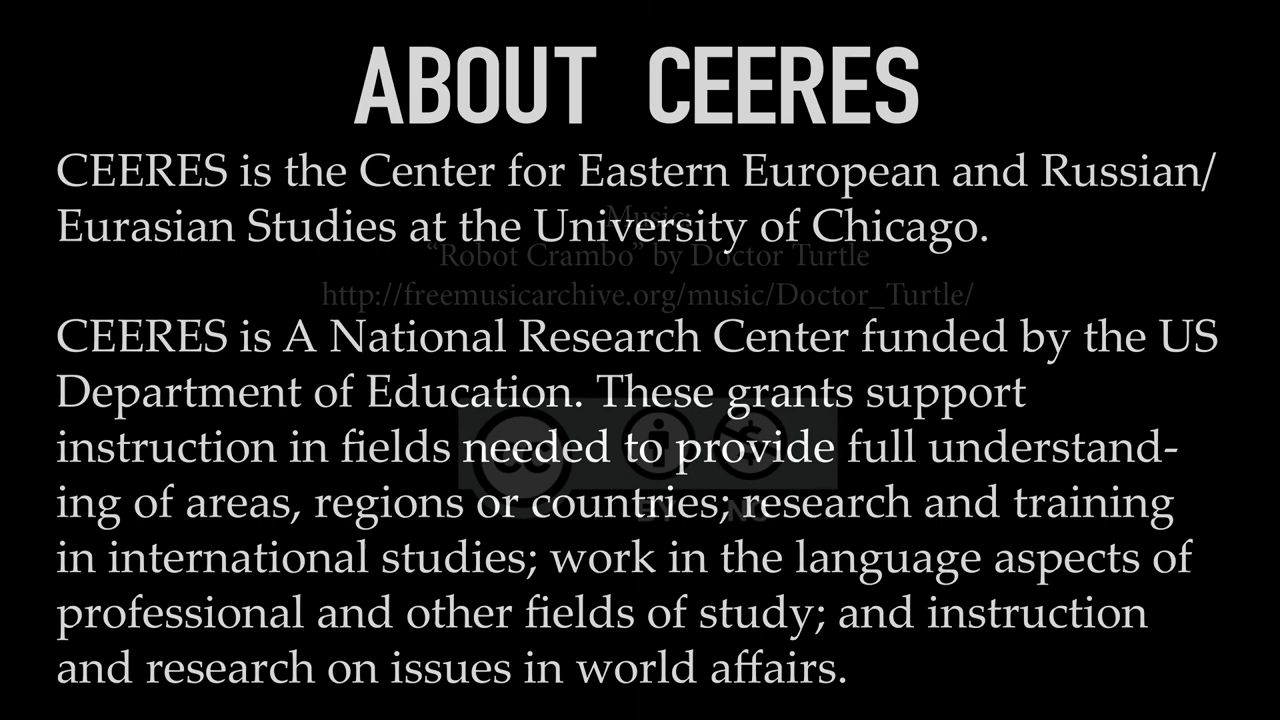 ABOUT CEERES
CEERES is the Center for Eastern European and Russian/
Eurasian Studies at the University of Chicago.
Music:
“Robot Crambo” by Doctor Turtle
http://freemusicarchive.org/music/Doctor_Turtle/
CEERES is A National Research Center funded by the US
Department of Education. These grants support
instruction in fields needed to provide full understand-
ing of areas, regions or countries; research and training
in international studies; work in the language aspects of
professional and other fields of study; and instruction
and research on issues in world affairs.
cc
BY NC